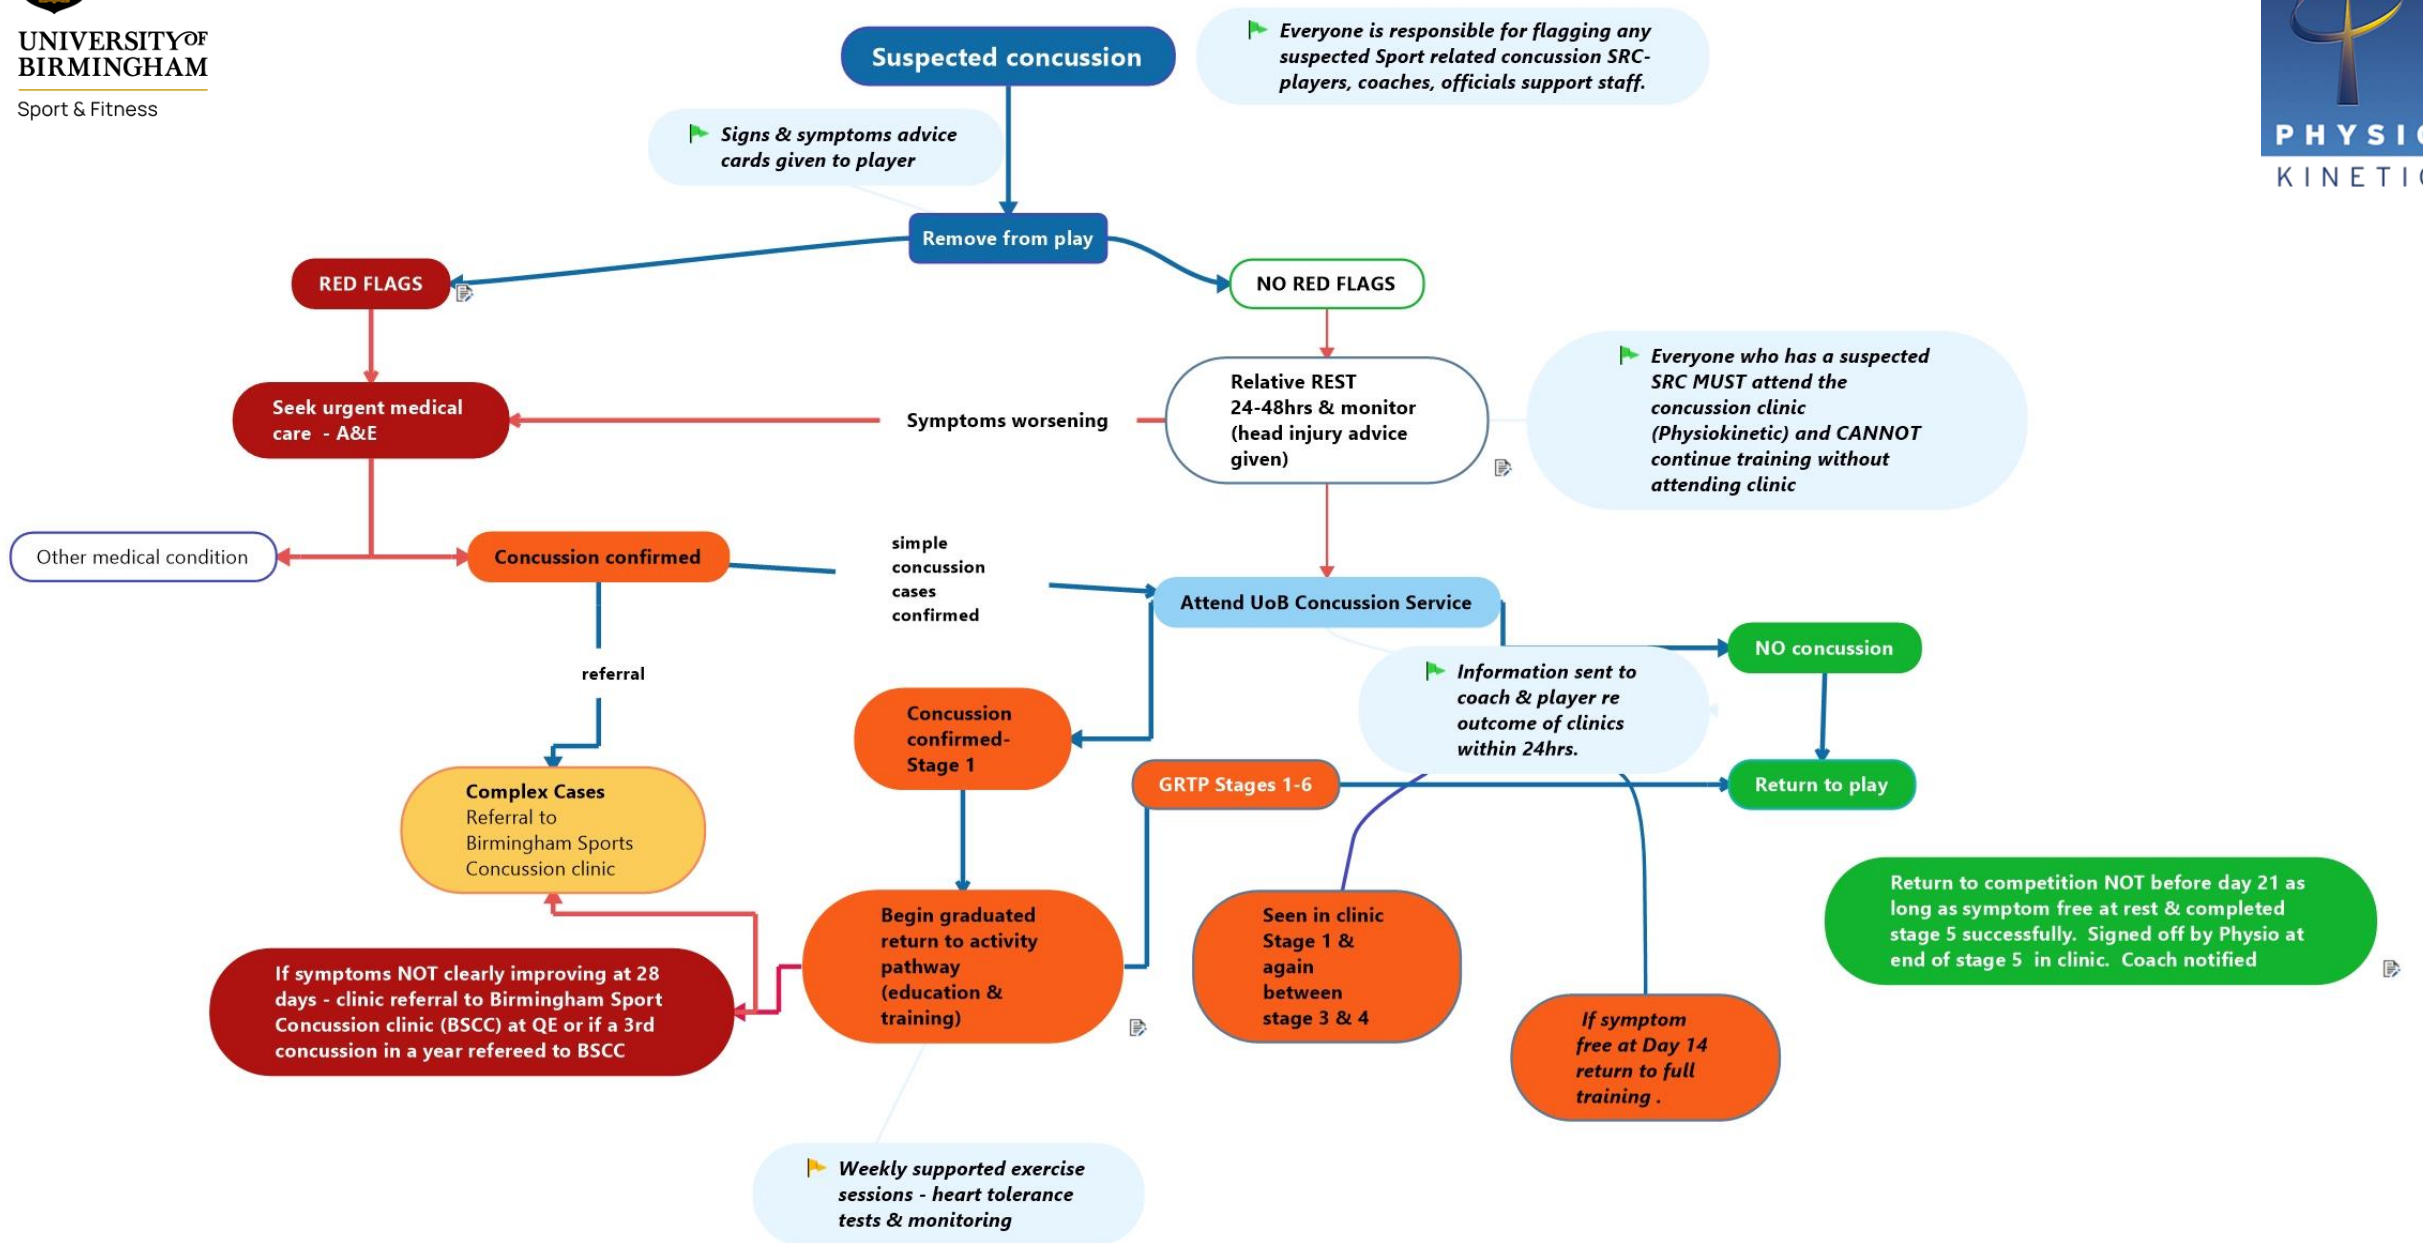 UNIVERSITY OF
BIRMINGHAM
Sport & Fitness
Suspected concussion
Everyone is responsible for flagging any
suspected Sport related concussion SRC-
players, coaches, officials support staff.
PHYSIO
KINETIC
Signs & symptoms advice
cards given to player
Remove from play
RED FLAGS
NO RED FLAGS
Seek urgent medical
care - A&E
Symptoms worsening
Relative REST
24-48hrs & monitor
(head injury advice
given)
Everyone who has a suspected
SRC MUST attend the
concussion clinic
(Physiokinetic) and CANNOT
continue training without
attending clinic
Other medical condition
Concussion confirmed
simple
concussion
cases
confirmed
Attend UoB Concussion Service
referral
NO concussion
Information sent to
coach & player re
outcome of clinics
within 24hrs.
Concussion
confirmed-
Stage 1
GRTP Stages 1-6
Return to play
Complex Cases
Referral to
Birmingham Sports
Concussion clinic
Return to competition NOT before day 21 as
long as symptom free at rest & completed
stage 5 successfully. Signed off by Physio at
end of stage 5 in clinic. Coach notified
If symptoms NOT clearly improving at 28
days - clinic referral to Birmingham Sport
Concussion clinic (BSCC) at QE or if a 3rd
concussion in a year refereed to BSCC
Begin graduated
return to activity
pathway
(education &
training)
Seen in clinic
Stage 1 &
again
between
stage 3 & 4
If symptom
free at Day 14
return to full
training .
Weekly supported exercise
sessions - heart tolerance
tests & monitoring